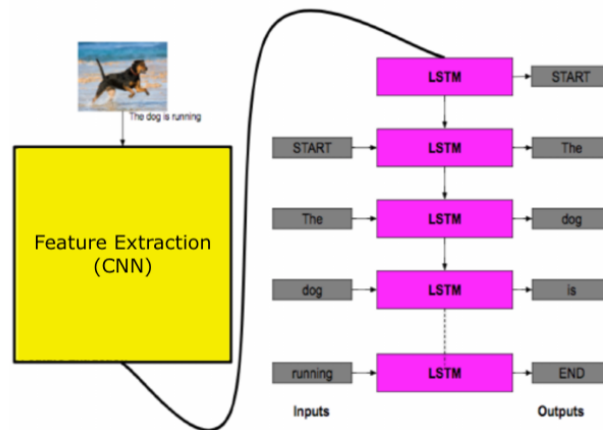 The dog is running
Feature Extraction
(CNN)
LSTM START
START LSTM The
The LSTM dog
dog LSTM is
running LSTM END
Inputs Outputs